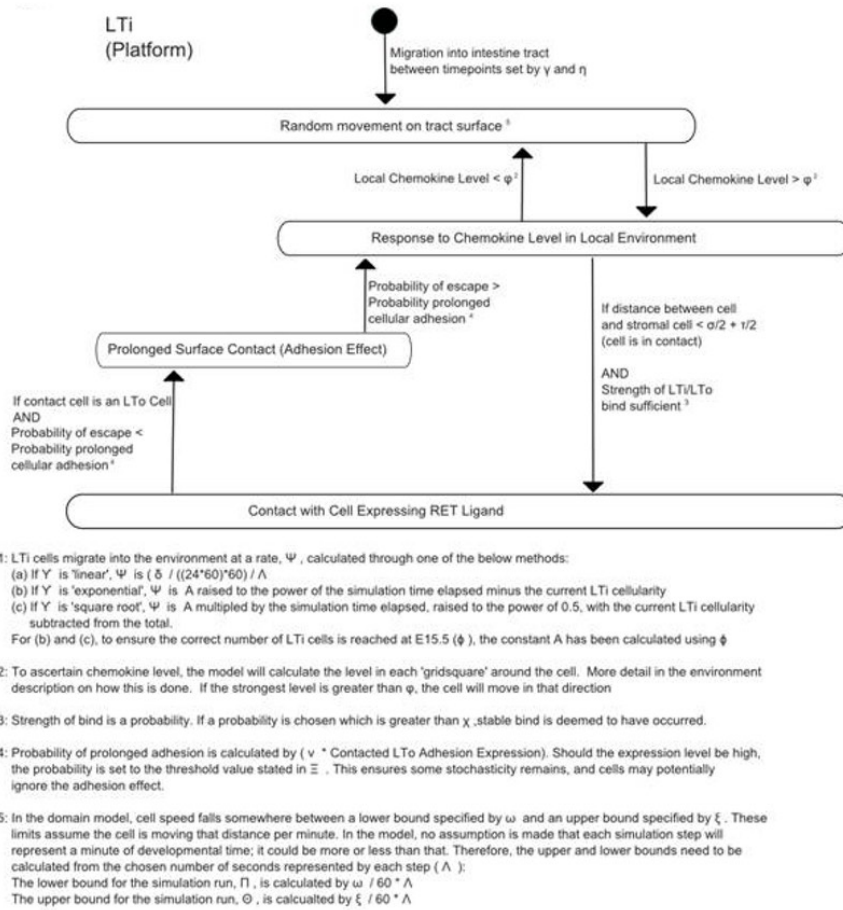 LTi
(Platform)
Migration into intestine tract
between timepoints set by γ and η
Random movement on tract surface ⁵
Local Chemokine Level < φ ²
Local Chemokine Level > φ ²
Response to Chemokine Level in Local Environment
Probability of escape >
Probability prolonged
cellular adhesion ⁴
If distance between cell
and stromal cell < σ/2 + τ/2
(cell is in contact)
AND
Strength of LTi/LTo
bind sufficient ³
Prolonged Surface Contact (Adhesion Effect)
If contact cell is an LTo Cell
AND
Probability of escape <
Probability prolonged
cellular adhesion ⁴
Contact with Cell Expressing RET Ligand
1: LTi cells migrate into the environment at a rate, Ψ , calculated through one of the below methods:
(a) If Υ is 'linear', Ψ is ( δ / ((24*60)*60) / Λ
(b) If Υ is 'exponential', Ψ is A raised to the power of the simulation time elapsed minus the current LTi cellularity
(c) If Υ is 'square root', Ψ is A multipled by the simulation time elapsed, raised to the power of 0.5, with the current LTi cellularity
subtracted from the total.
For (b) and (c), to ensure the correct number of LTi cells is reached at E15.5 ( ϕ ), the constant A has been calculated using ϕ
2: To ascertain chemokine level, the model will calculate the level in each 'gridsquare' around the cell. More detail in the environment
description on how this is done. If the strongest level is greater than φ, the cell will move in that direction
3: Strength of bind is a probability. If a probability is chosen which is greater than χ ,stable bind is deemed to have occurred.
4: Probability of prolonged adhesion is calculated by ( ν * Contacted LTo Adhesion Expression). Should the expression level be high,
the probability is set to the threshold value stated in Ξ . This ensures some stochasticity remains, and cells may potentially
ignore the adhesion effect.
5: In the domain model, cell speed falls somewhere between a lower bound specified by ω and an upper bound specified by ξ . These
limits assume the cell is moving that distance per minute. In the model, no assumption is made that each simulation step will
represent a minute of developmental time; it could be more or less than that. Therefore, the upper and lower bounds need to be
calculated from the chosen number of seconds represented by each step ( Λ ):
The lower bound for the simulation run, Π , is calculated by ω / 60 * Λ
The upper bound for the simulation run, Θ , is calcualted by ξ / 60 * Λ